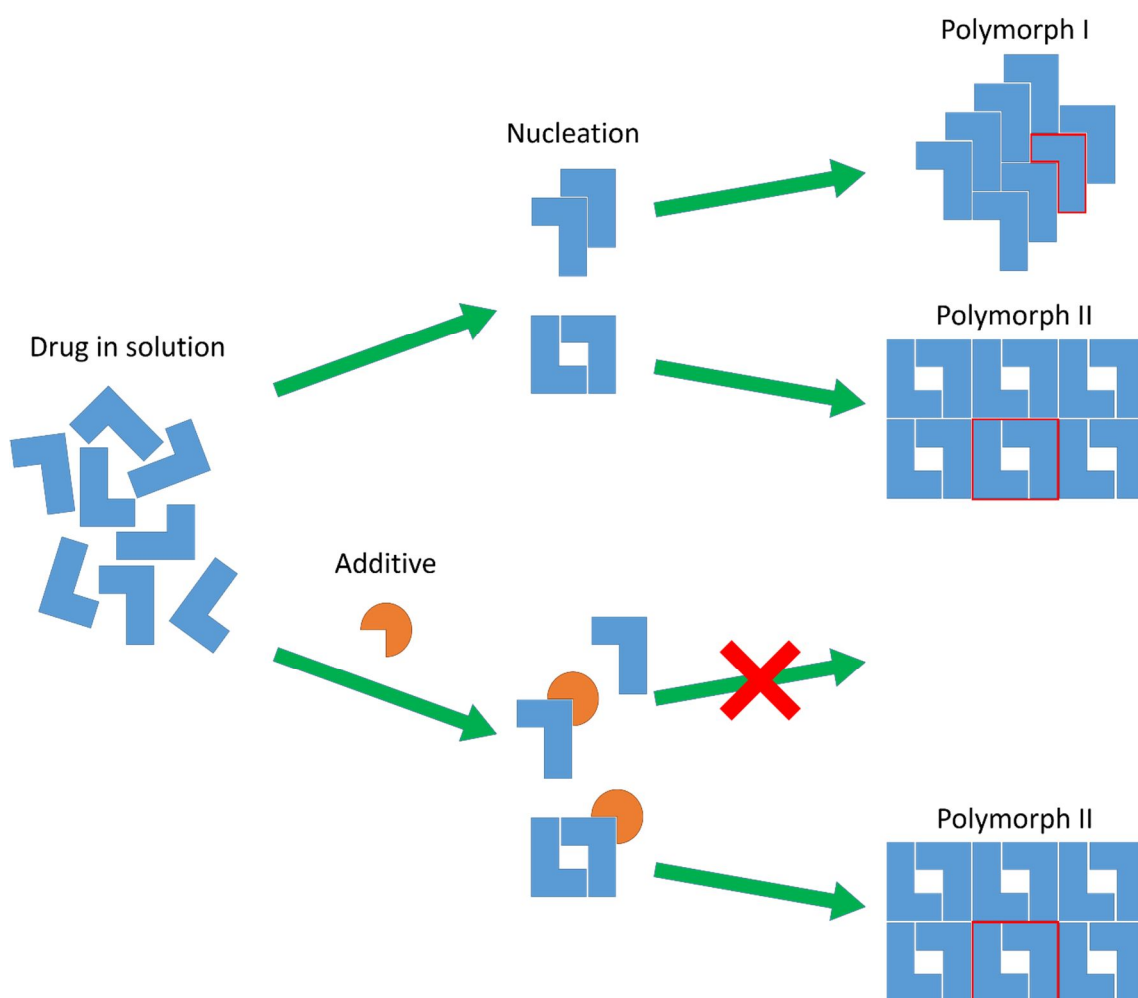 Polymorph I
Nucleation
Polymorph II
Drug in solution
Additive
Polymorph II